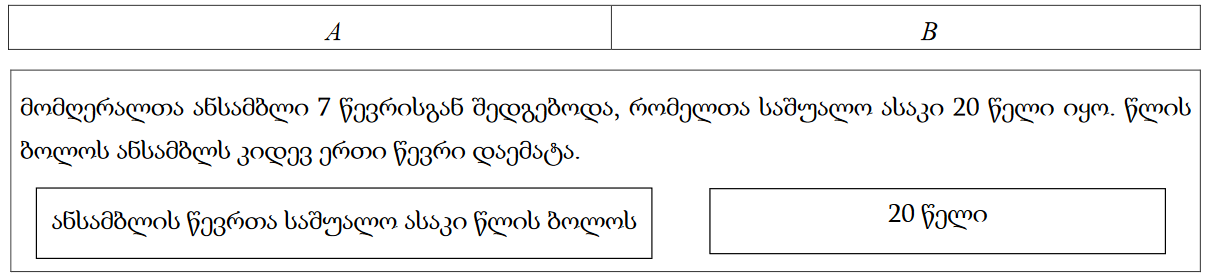 A B
მომღერალთა ანსამბლი 7 წევრისგან შედგებოდა, რომელთა საშუალო ასაკი 20 წელი იყო. წლის
ბოლოს ანსამბლს კიდევ ერთი წევრი დაემატა.
ანსამბლის წევრთა საშუალო ასაკი წლის ბოლოს 20 წელი